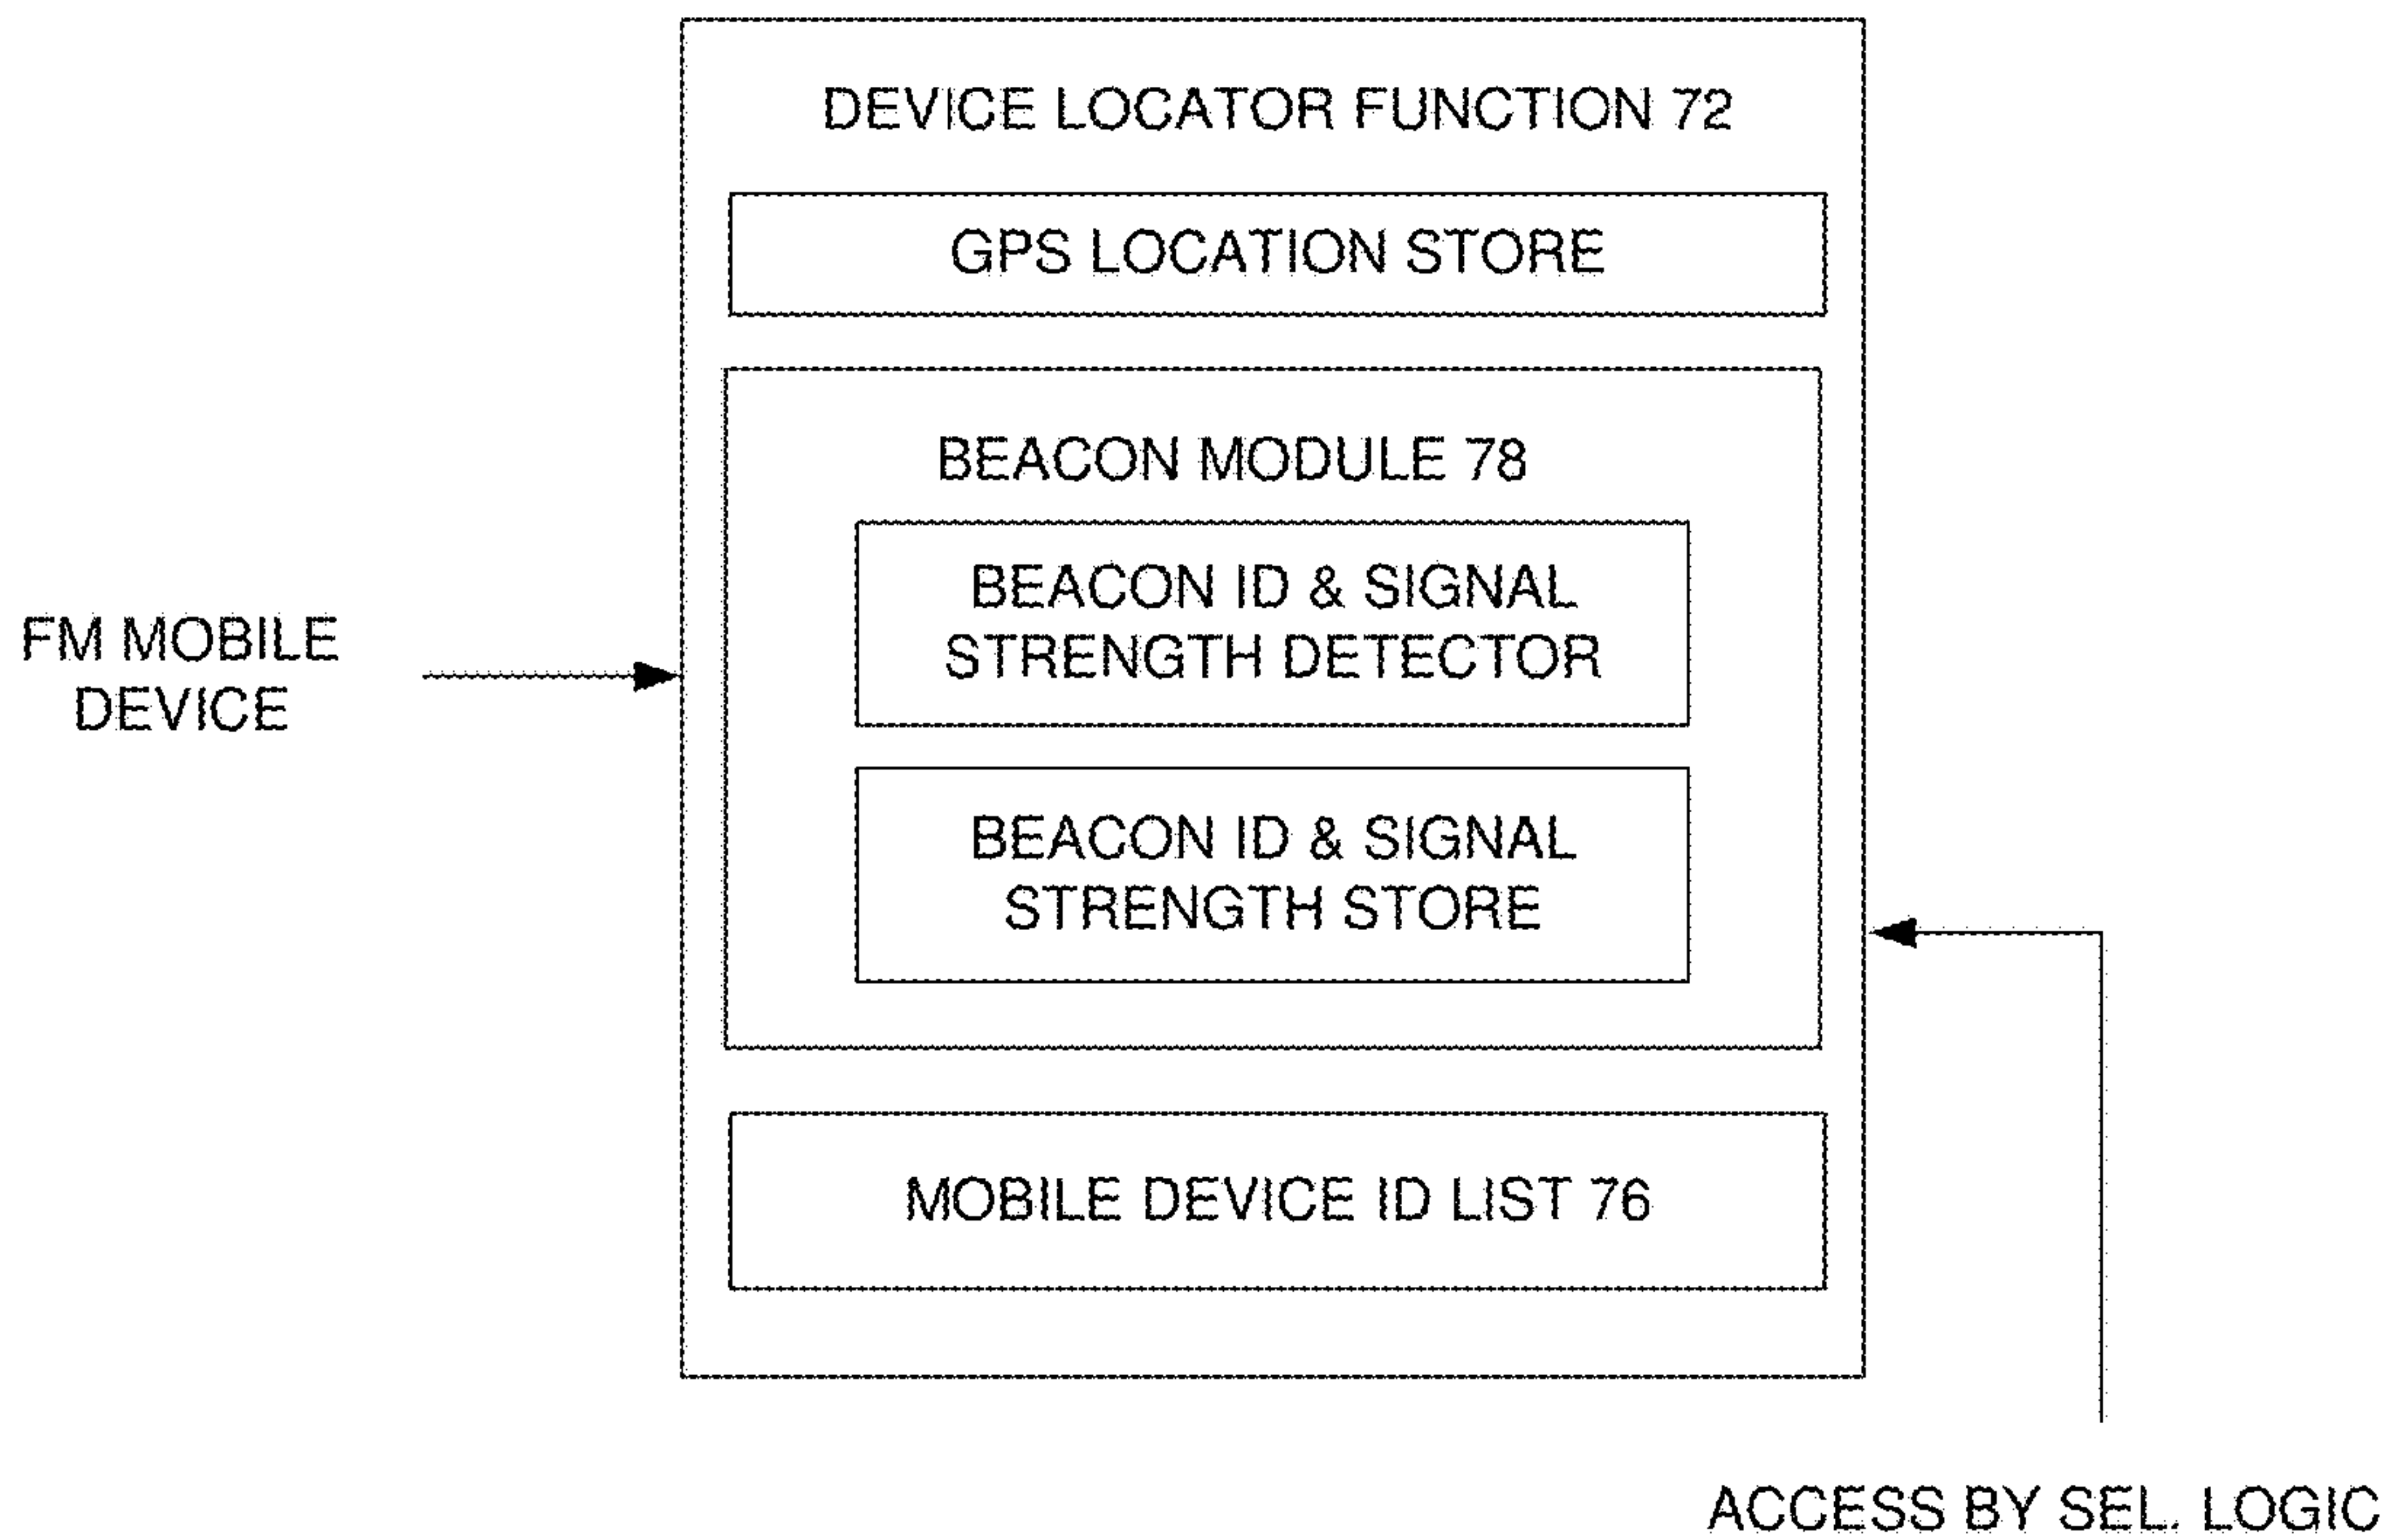 DEVICE LOCATOR FUNCTION 72
GPS LOCATION STORE
BEACON MODULE 78
BEACON ID & SIGNAL
STRENGTH DETECTOR
FM MOBILE
DEVICE
BEACON ID & SIGNAL
STRENGTH STORE
MOBILE DEVICE ID LIST 76
ACCESS BY SEL. LOGIC